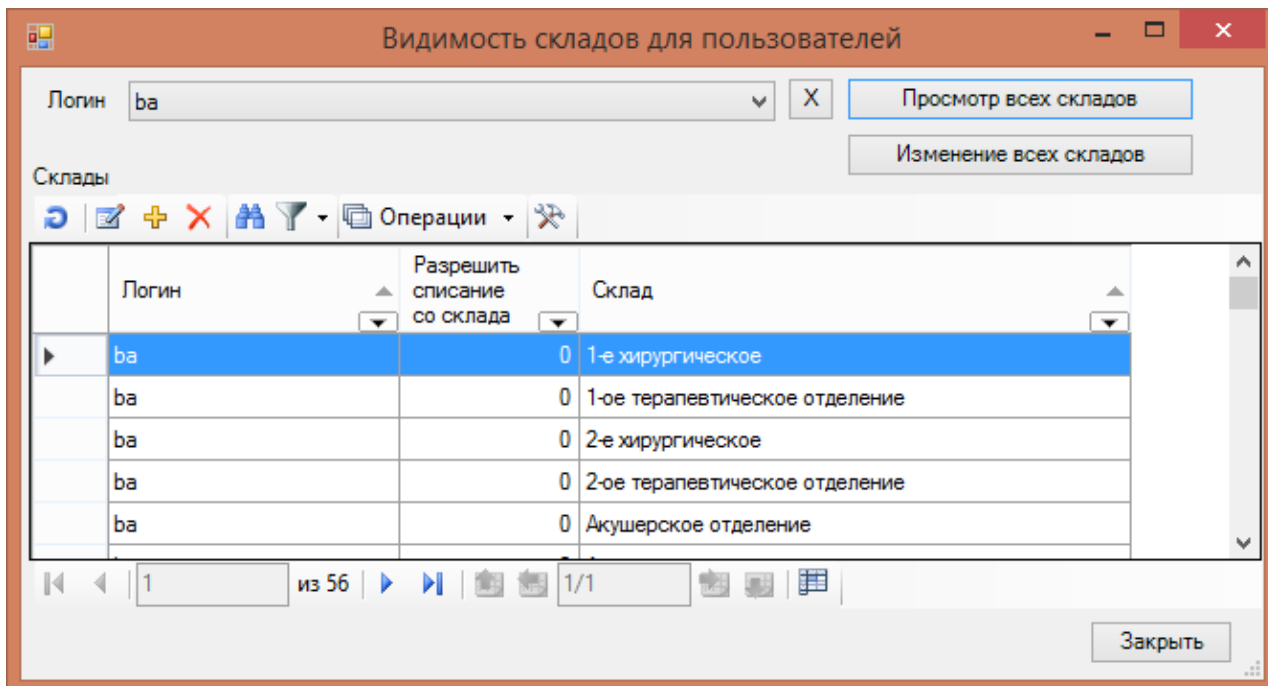 Видимость складов для пользователей
Логин ba X Просмотр всех складов
Изменение всех складов
Склады
Операции
Логин Разрешить списание со склада Склад
ba 0 1-е хирургическое
ba 0 1-ое терапевтическое отделение
ba 0 2-е хирургическое
ba 0 2-ое терапевтическое отделение
ba 0 Акушерское отделение
1 из 56 1/1
Закрыть